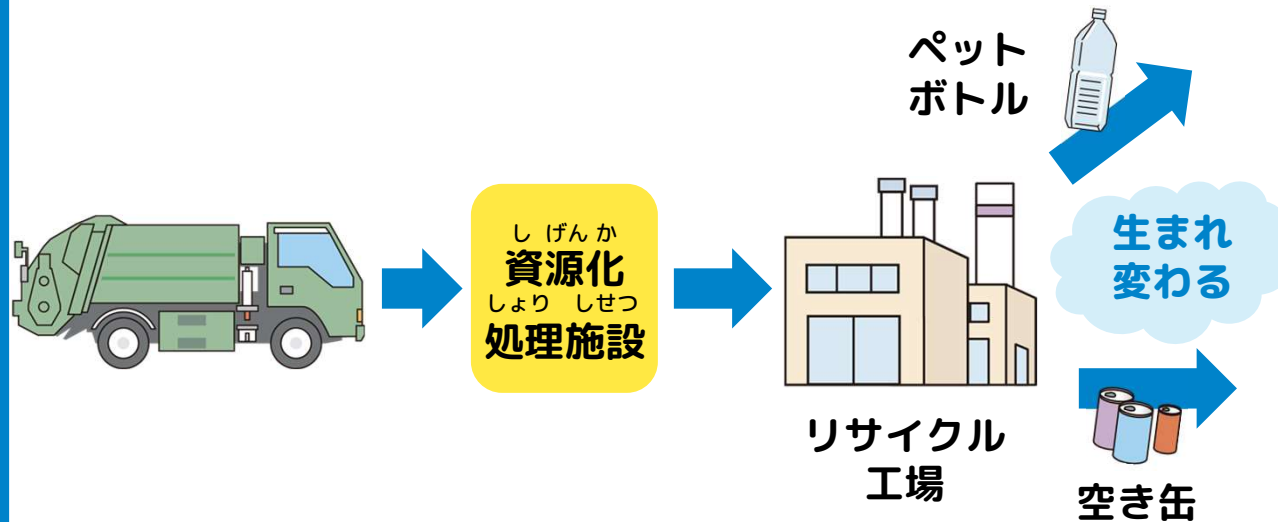 ペット
ボトル
し げん か
資源化
しょり しせつ
処理施設
生まれ
変わる
リサイクル
工場
空き缶